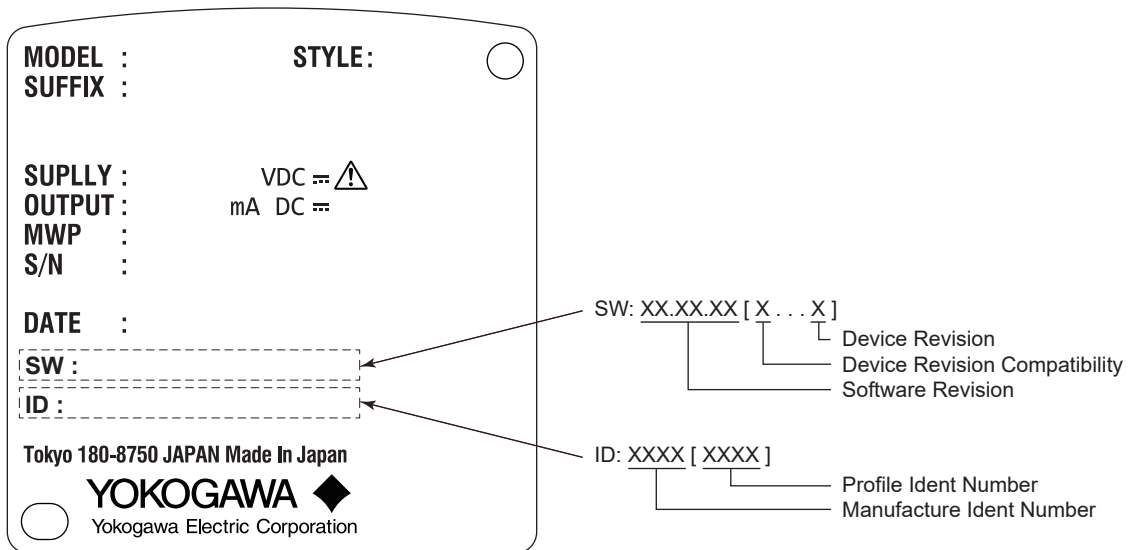 MODEL : STYLE:
SUFFIX :
SUPLLY : VDC ⎓ ⚠
OUTPUT : mA DC ⎓
MWP :
S/N :
DATE :
SW :
ID :
Tokyo 180-8750 JAPAN Made In Japan
YOKOGAWA ◆
Yokogawa Electric Corporation
SW: XX.XX.XX [ X . . . X ]
Device Revision
Device Revision Compatibility
Software Revision
ID: XXXX [ XXXX ]
Profile Ident Number
Manufacture Ident Number